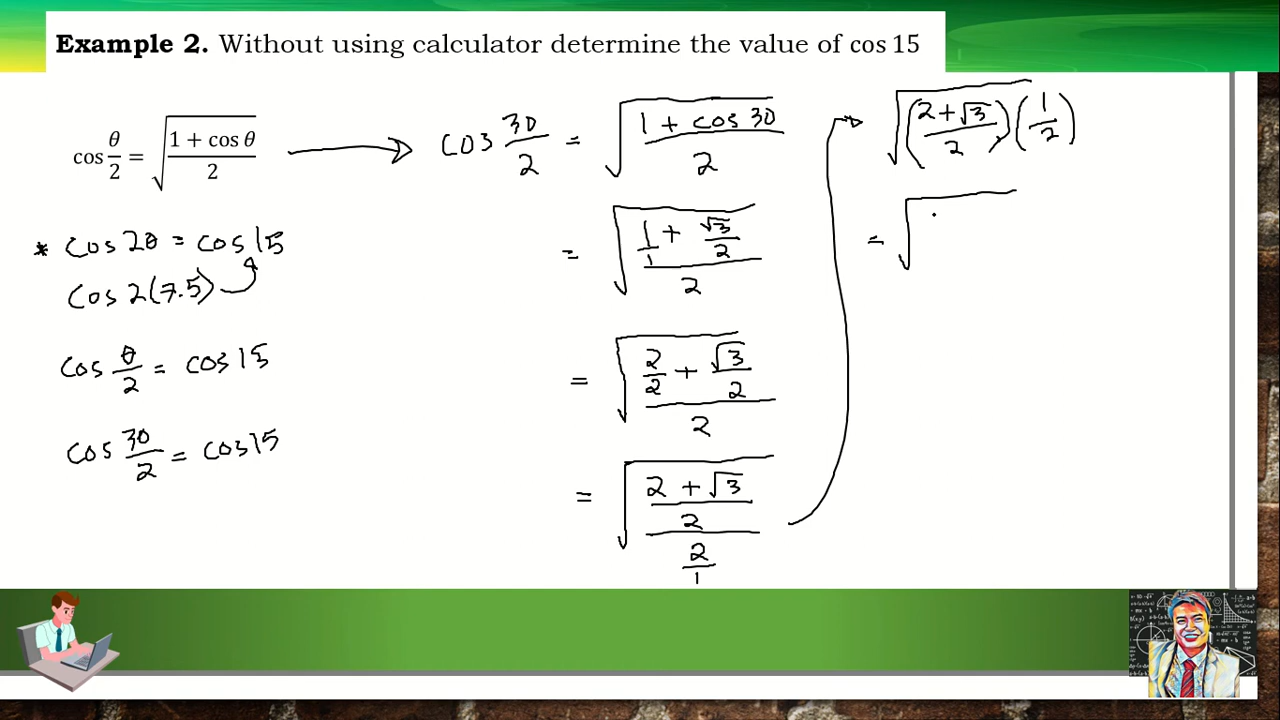 Example 2. Without using calculator determine the value of cos 15
cos θ/2 = √((1 + cos θ)/2)
* cos 2θ = cos 15
cos 2(7.5)
cos θ/2 = cos 15
cos 30/2 = cos 15
cos 30/2 = √((1 + cos 30)/2)
= √((1/1 + √3/2)/2)
= √((2/2 + √3/2)/2)
= √(((2 + √3)/2)/(2/1))
√(((2 + √3)/2)(1/2))
= √